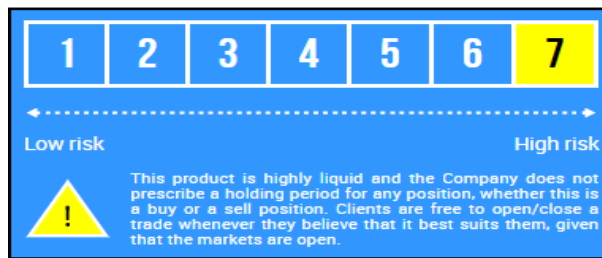 1 2 3 4 5 6 7
Low risk High risk
This product is highly liquid and the Company does not
prescribe a holding period for any position, whether this is
a buy or a sell position. Clients are free to open/close a
trade whenever they believe that it best suits them, given
that the markets are open.
!